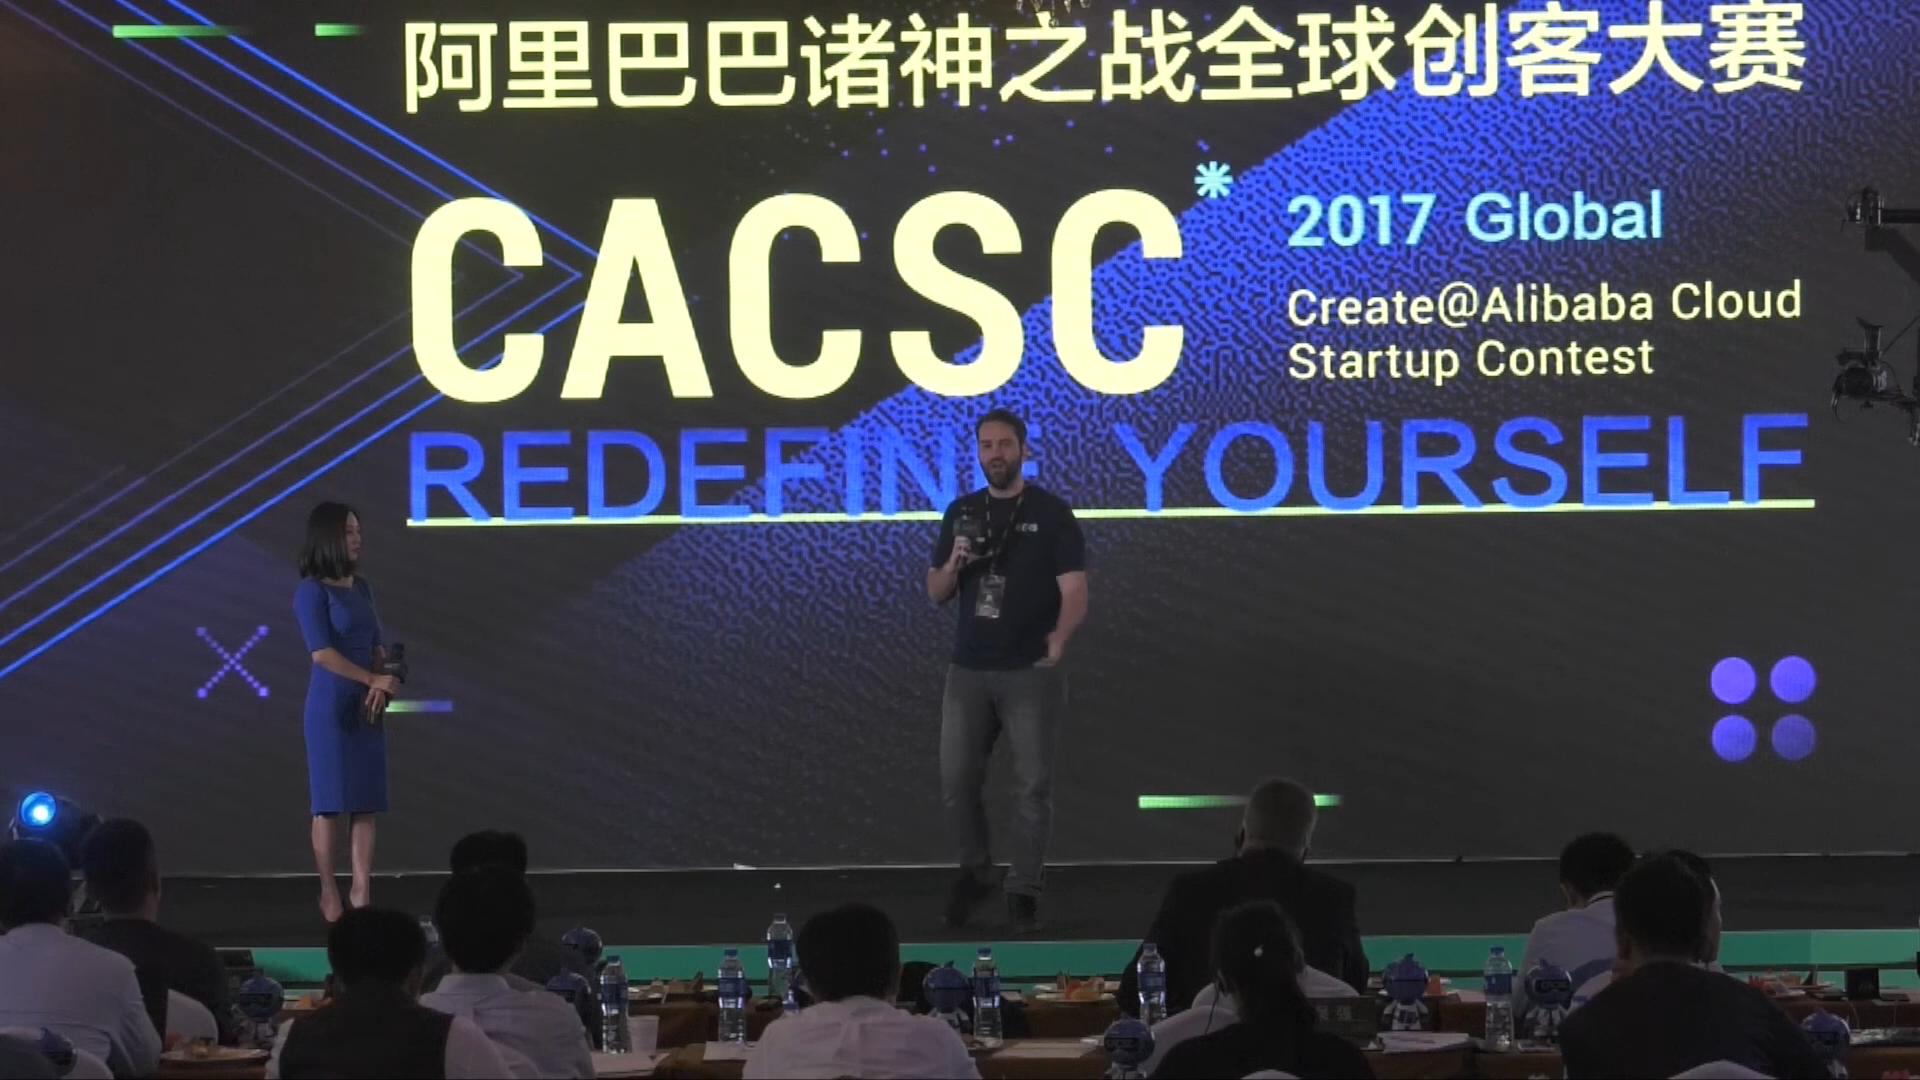 阿里巴巴诸神之战全球创客大赛
CACSC*
2017 Global
Create@Alibaba Cloud
Startup Contest
REDEFINE YOURSELF